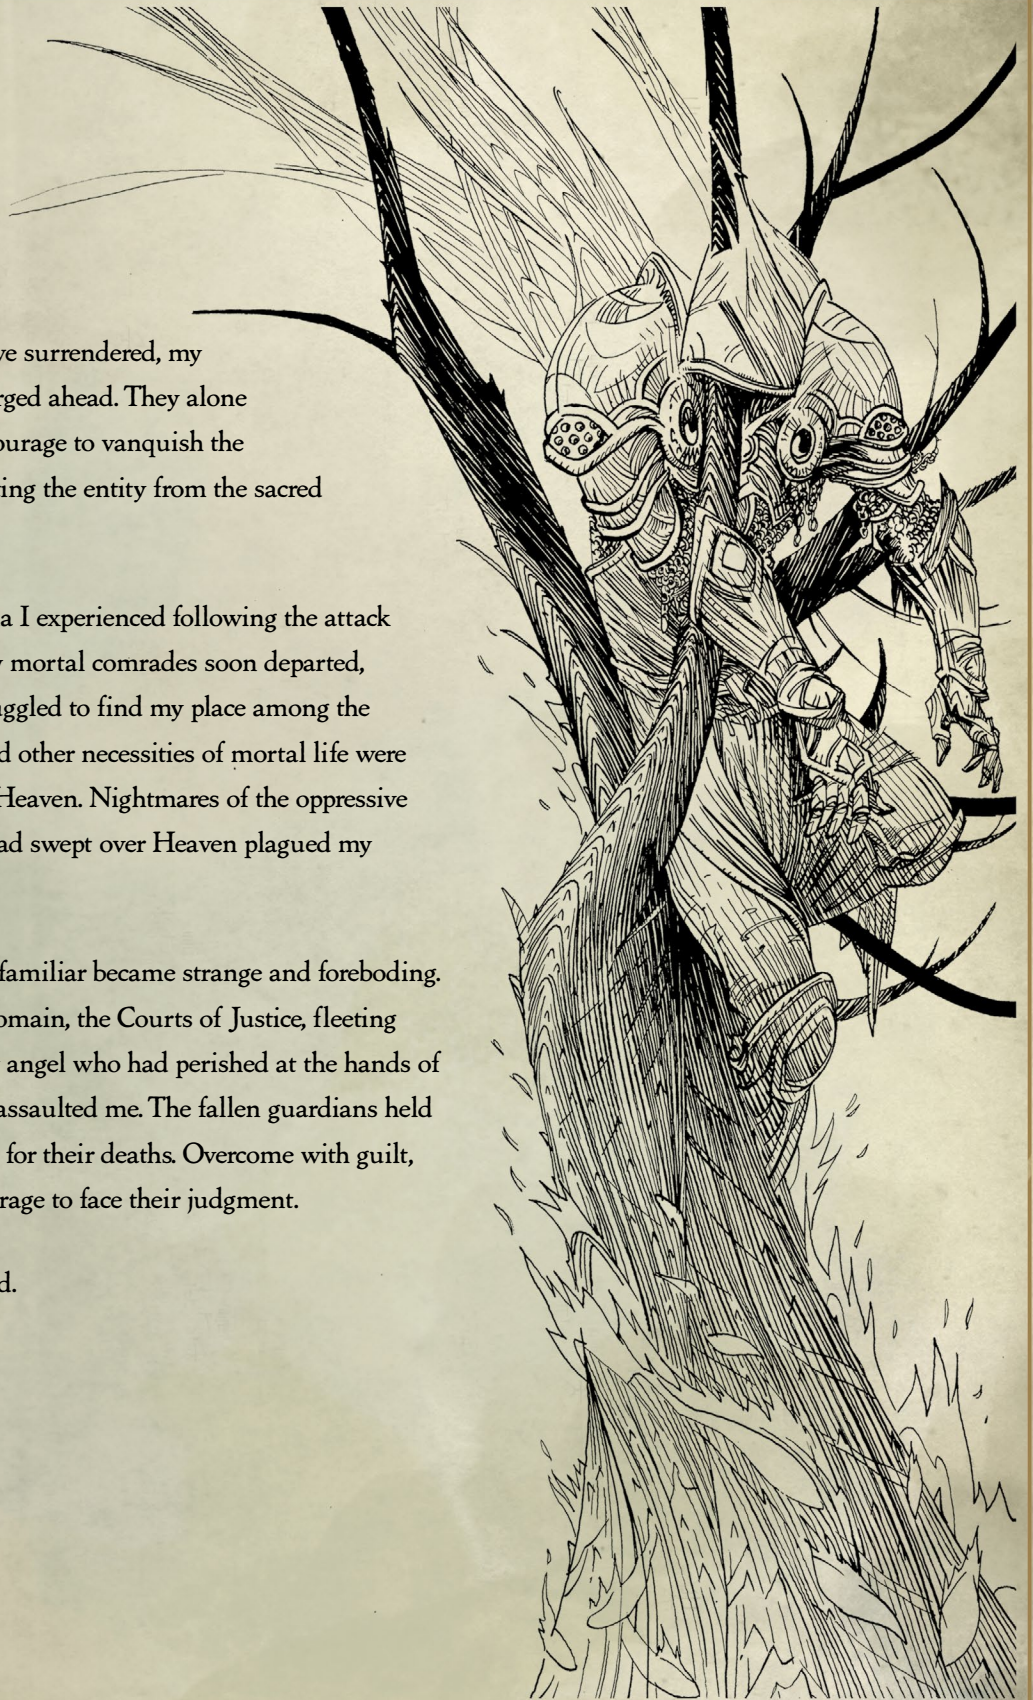 ve surrendered, my
rged ahead. They alone
ourage to vanquish the
ing the entity from the sacred
a I experienced following the attack
y mortal comrades soon departed,
uggled to find my place among the
d other necessities of mortal life were
Heaven. Nightmares of the oppressive
ad swept over Heaven plagued my
familiar became strange and foreboding.
omain, the Courts of Justice, fleeting
angel who had perished at the hands of
assaulted me. The fallen guardians held
for their deaths. Overcome with guilt,
rage to face their judgment.
d.